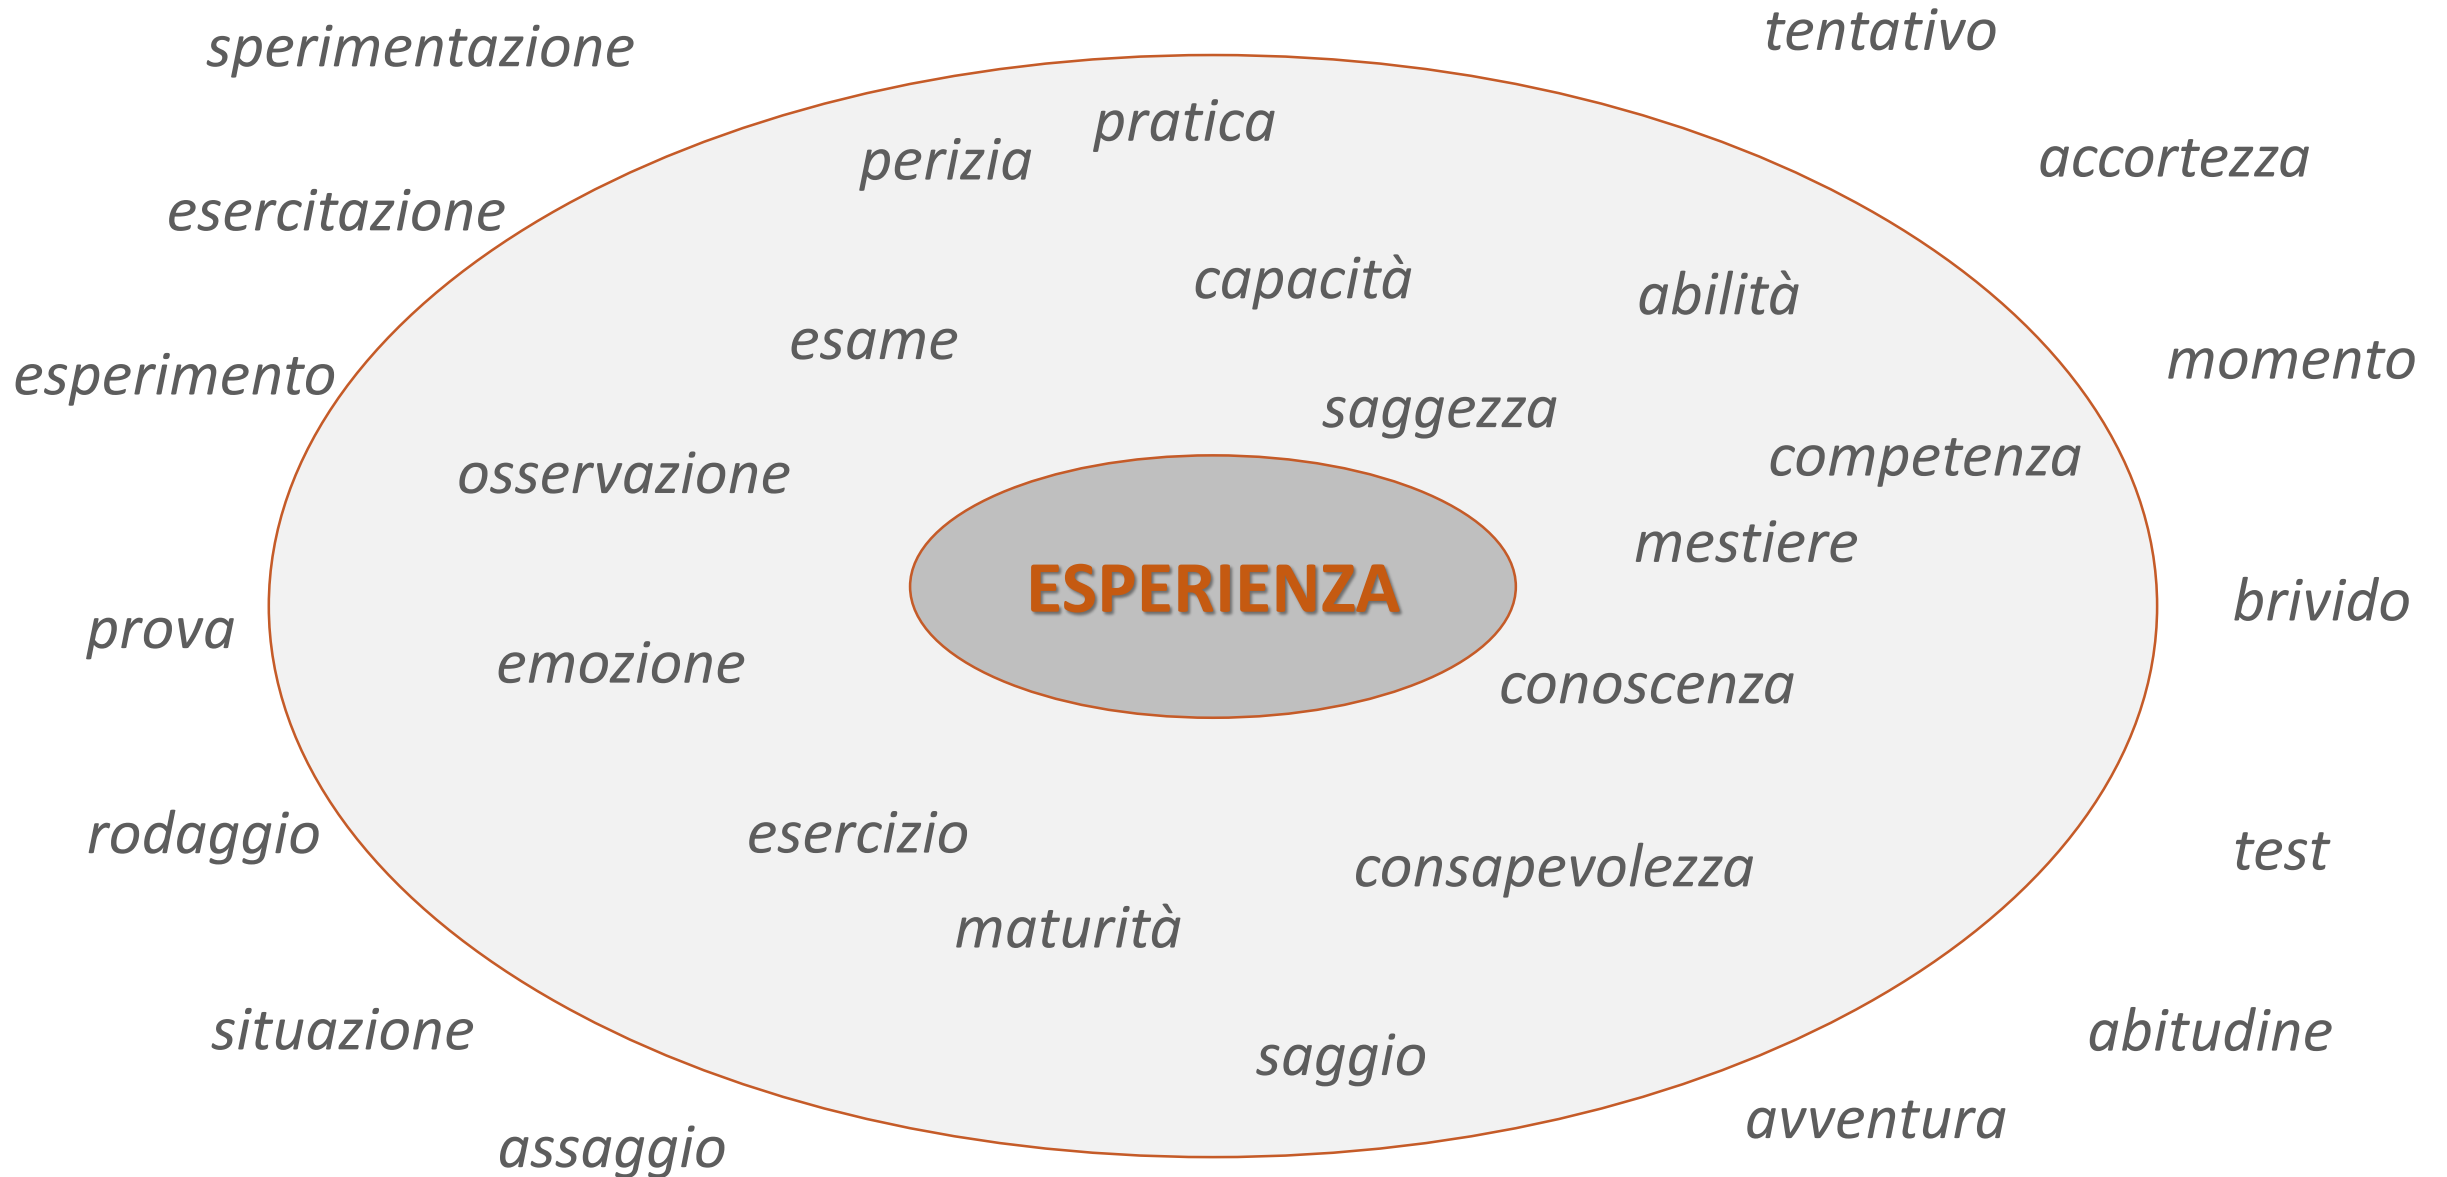 sperimentazione
tentativo
pratica
perizia
accortezza
esercitazione
capacità
abilità
esame
momento
esperimento
saggezza
competenza
osservazione
mestiere
ESPERIENZA
brivido
prova
emozione
conoscenza
rodaggio
esercizio
test
consapevolezza
maturità
situazione
abitudine
saggio
avventura
assaggio